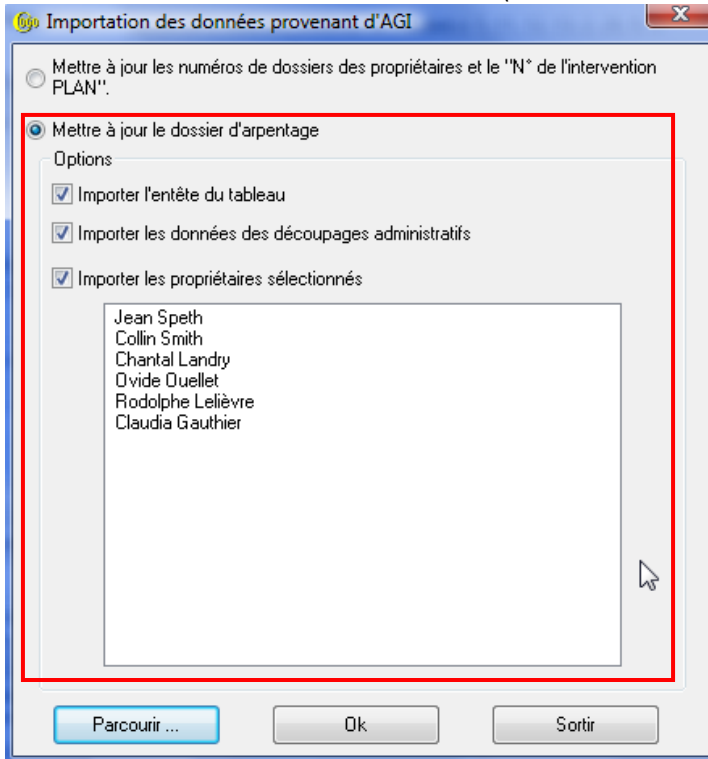 Importation des données provenant d'AGI
Mettre à jour les numéros de dossiers des propriétaires et le "N° de l'intervention
PLAN".
Mettre à jour le dossier d'arpentage
Options
Importer l'entête du tableau
Importer les données des découpages administratifs
Importer les propriétaires sélectionnés
Jean Speth
Collin Smith
Chantal Landry
Ovide Ouellet
Rodolphe Lelièvre
Claudia Gauthier
Parcourir ...
Ok
Sortir